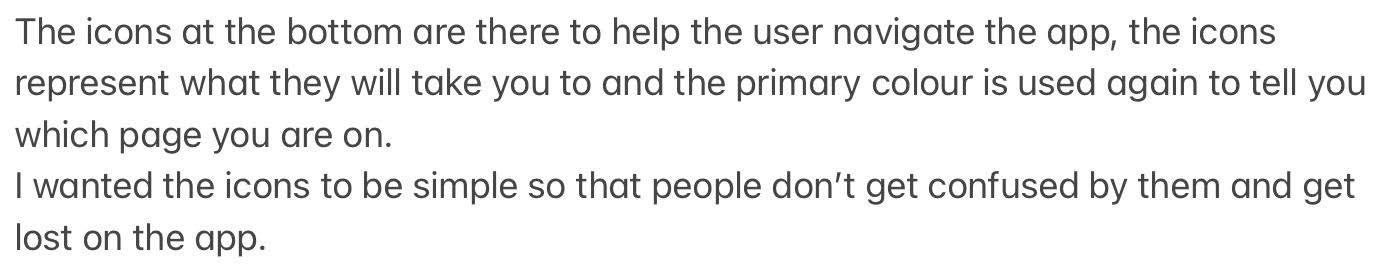 The icons at the bottom are there to help the user navigate the app, the icons
represent what they will take you to and the primary colour is used again to tell you
which page you are on.
I wanted the icons to be simple so that people don’t get confused by them and get
lost on the app.